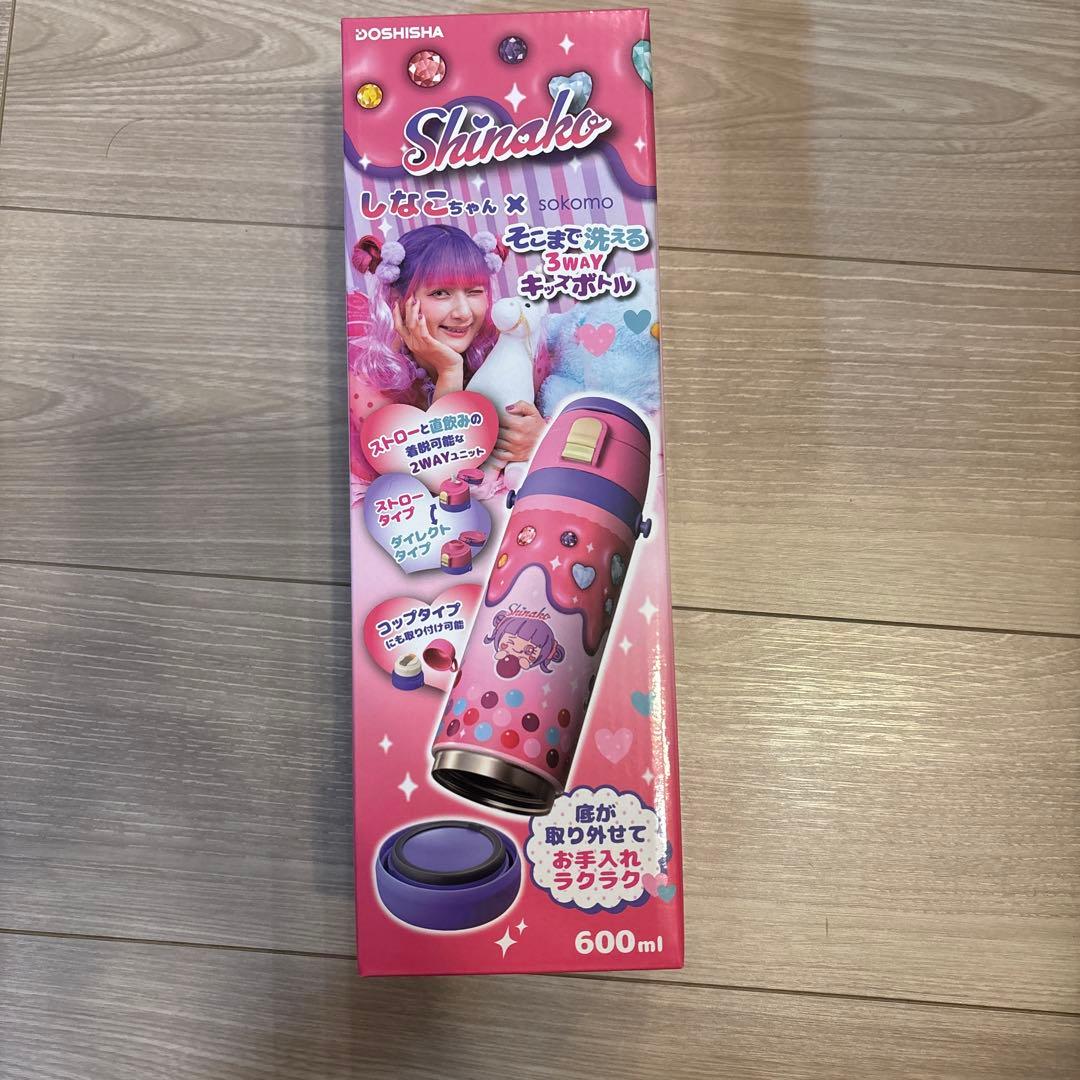 DOSHISHA
Shinako
しなこちゃん × sokomo
そこまで洗える
3WAY
キッズボトル
ストローと直飲みの
着脱可能な
2WAYユニット
ストロー
タイプ
ダイレクト
タイプ
コップタイプ
にも取り付け可能
Shinako
底が
取り外せて
お手入れ
ラクラク
600ml